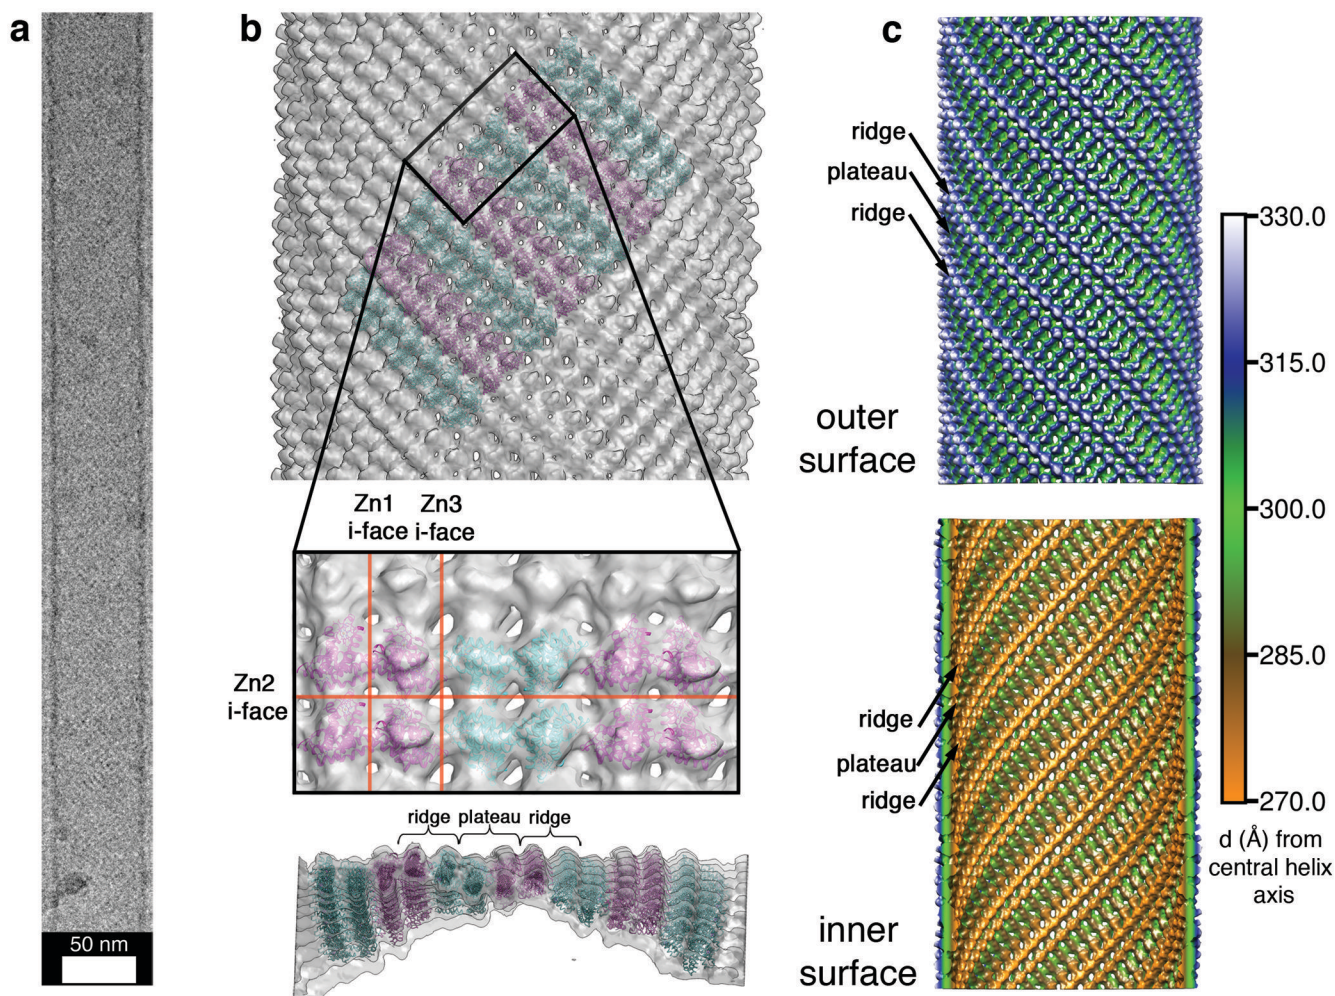 a
50 nm
b
Zn1
i-face
Zn3
i-face
Zn2
i-face
ridge plateau ridge
c
ridge
plateau
ridge
outer
surface
ridge
plateau
ridge
inner
surface
330.0
315.0
300.0
285.0
270.0
d (Å) from
central helix
axis